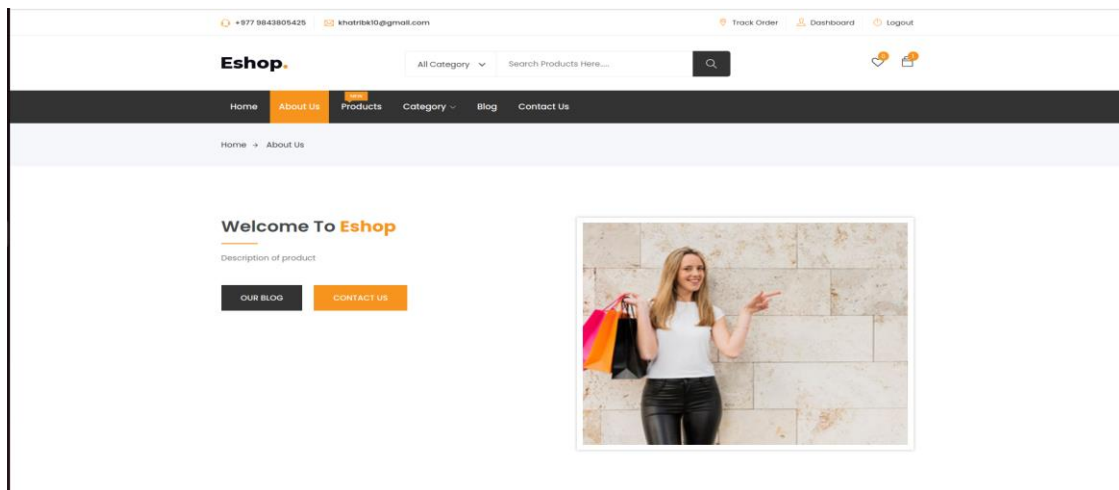 +977 9843805425 khatribk10@gmail.com Track Order Dashboard Logout
Eshop. All Category Search Products Here.....
NEW
Home About Us Products Category Blog Contact Us
Home → About Us
Welcome To Eshop
Description of product
OUR BLOG CONTACT US